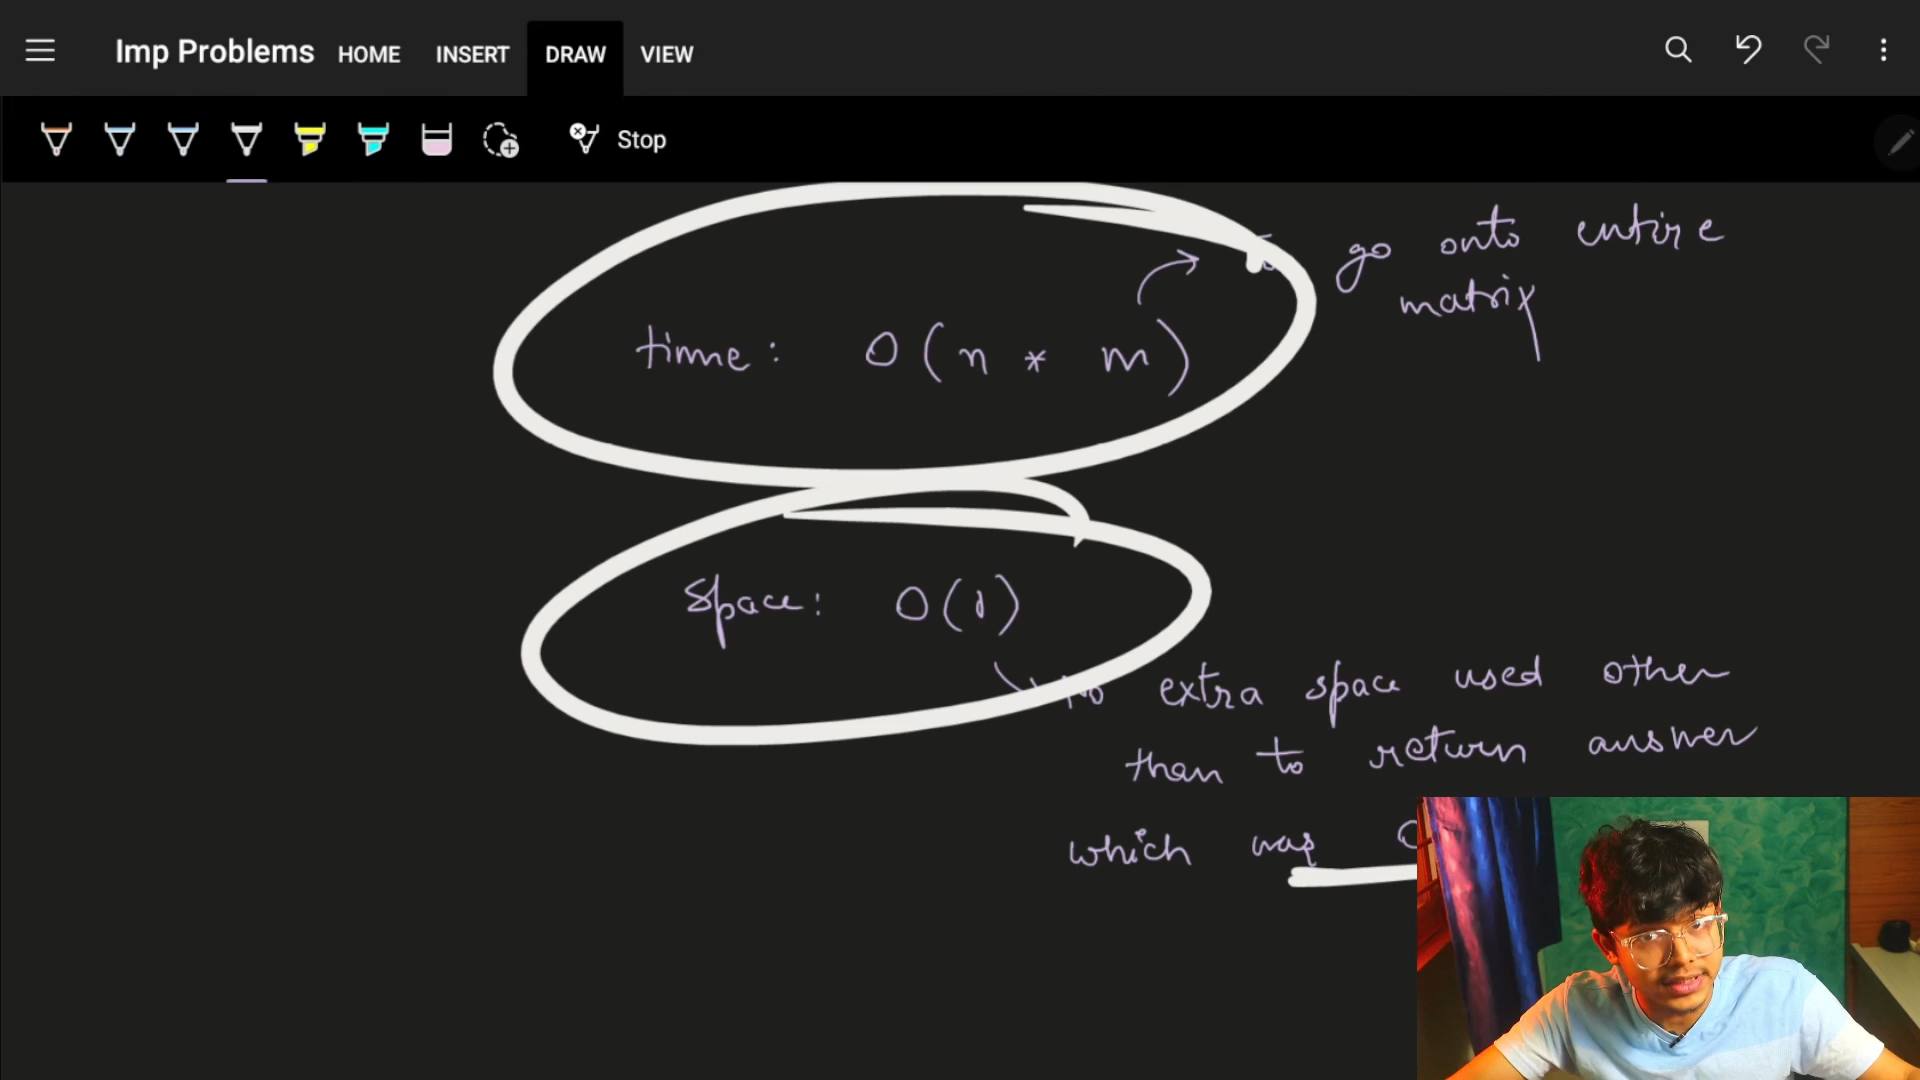 Imp Problems HOME INSERT DRAW VIEW
Stop
go onto entire
matrix
time: O(n * m)
Space: O(1)
No extra space used other
than to return answer
which was